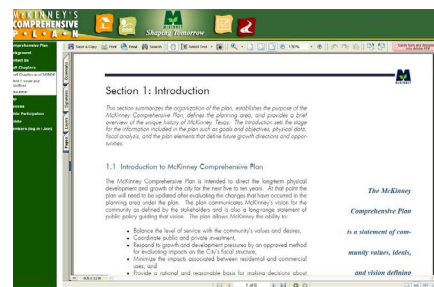 McKINNEY'S
COMPREHENSIVE
P • L • A • N
Shaping Tomorrow
Save a Copy Print Search Select Text 130%
Section 1: Introduction
This section summarizes the organization of the plan, establishes the purpose of the
McKinney Comprehensive Plan, defines the planning area, and provides a brief
overview of the unique history of McKinney, Texas. The Introduction sets the stage
for the information included in the plan such as goals and objectives, physical data,
fiscal analysis, and the plan elements that define future growth directions and oppor-
tunities.
1.1 Introduction to McKinney Comprehensive Plan
The McKinney Comprehensive Plan is intended to direct the long-term physical
development and growth of the city for the next five to ten years. At that point the
plan will need to be updated after evaluating the changes that have occurred in the
planning area under the plan. The plan communicates McKinney's vision for the
community as defined by the stakeholders and is also a long-range statement of
public policy guiding that vision. The plan allows McKinney the ability to:
• Balance the level of service with the community's values and desires,
• Coordinate public and private investment,
• Respond to growth and development pressures by an approved method
for evaluating impacts on the City's fiscal structure,
• Minimize the impacts associated between residential and commercial
uses, and
• Provide a rational and reasonable basis for making decisions about
The McKinney
Comprehensive Plan
is a statement of com-
munity values, ideals,
and vision defining